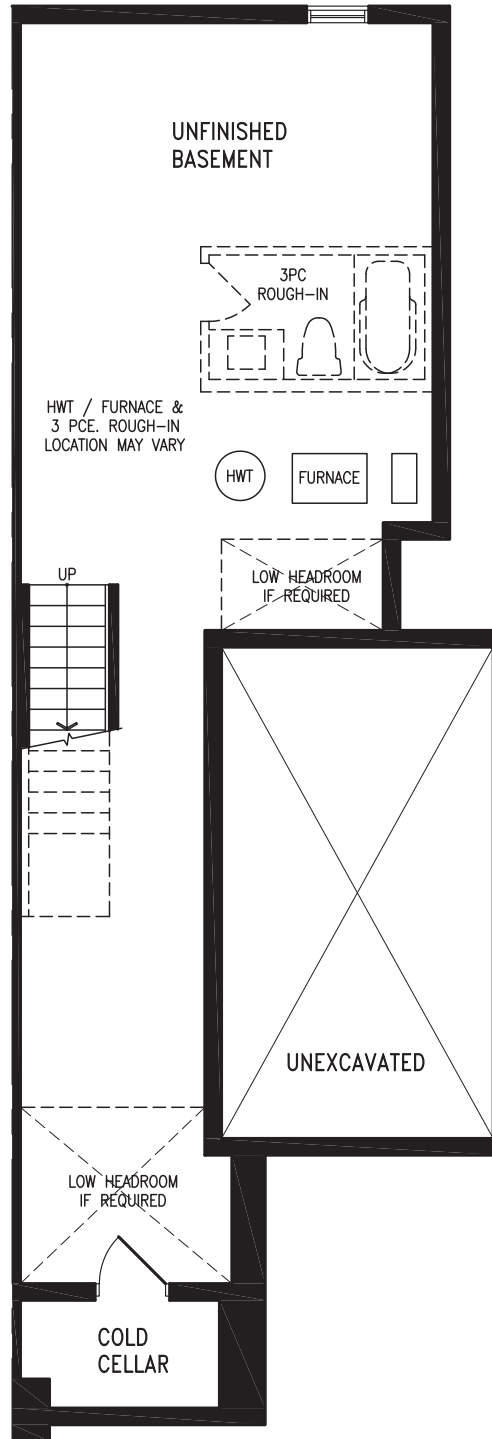 UNFINISHED
BASEMENT
3PC
ROUGH-IN
HWT / FURNACE &
3 PCE. ROUGH-IN
LOCATION MAY VARY
HWT
FURNACE
LOW HEADROOM
IF REQUIRED
UP
UNEXCAVATED
LOW HEADROOM
IF REQUIRED
COLD
CELLAR